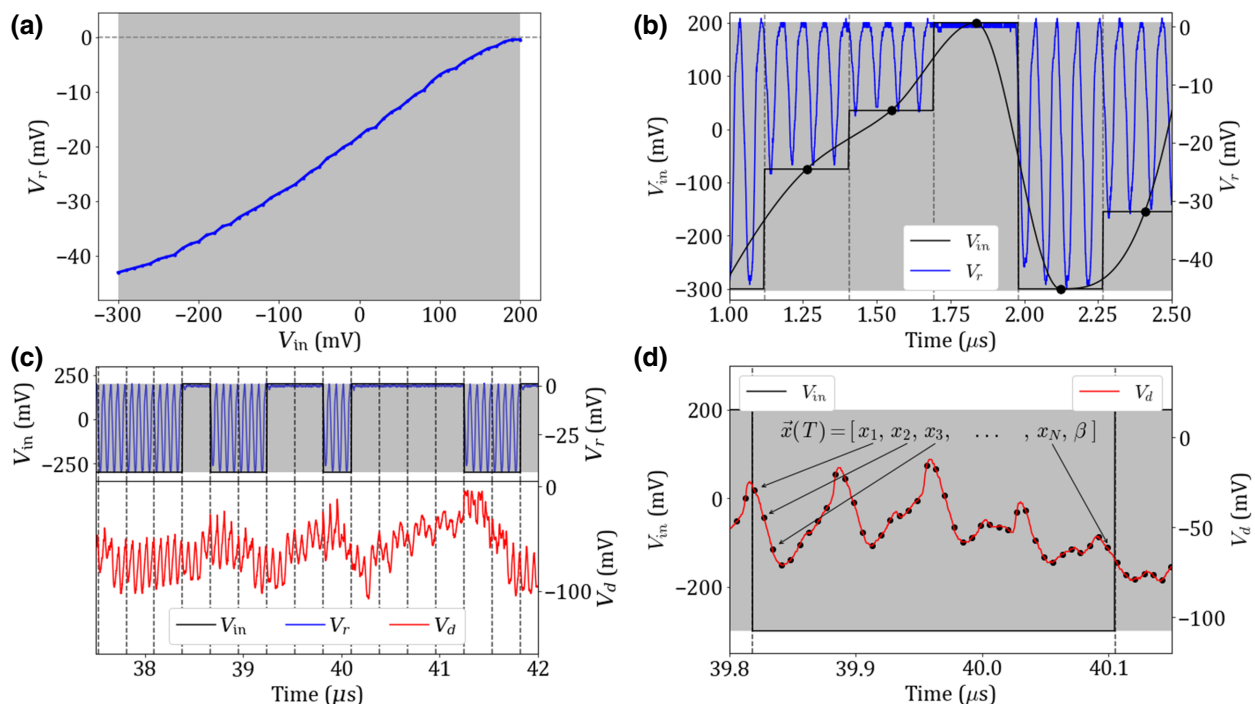 (a)
0
−10
−20
−30
−40
V_r (mV)
−300 −200 −100 0 100 200
V_in (mV)
(b)
200
100
0
−100
−200
−300
V_in (mV)
0
−10
−20
−30
−40
V_r (mV)
V_in
V_r
1.00 1.25 1.50 1.75 2.00 2.25 2.50
Time (μs)
(c)
250
0
−250
V_in (mV)
0
−25
V_r (mV)
0
−100
V_d (mV)
V_in V_r V_d
38 39 40 41 42
Time (μs)
(d)
V_in V_d
200
0
−200
V_in (mV)
x⃗(T) = [ x_1, x_2, x_3, ... , x_N, β ]
0
−50
−100
V_d (mV)
39.8 39.9 40.0 40.1
Time (μs)